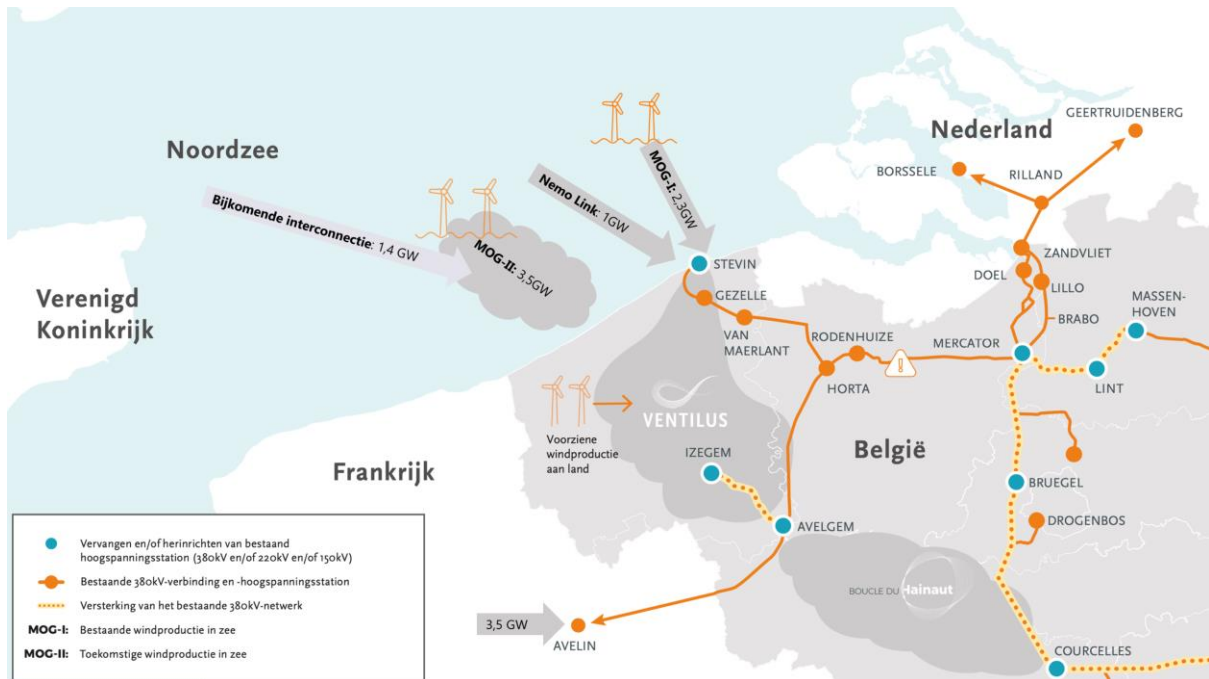 Noordzee
Nederland
GEERTRUIDENBERG
BORSSELE
RILLAND
MOG-I: 2,3GW
Nemo Link: 1GW
Bijkomende interconnectie: 1,4 GW
MOG-II: 3,5GW
STEVIN
ZANDVLIET
DOEL
LILLO
MASSEN-
HOVEN
GEZELLE
BRABO
Verenigd
Koninkrijk
VAN
MAERLANT
RODENHUIZE
MERCATOR
!
HORTA
LINT
VENTILUS
Voorziene
windproductie
aan land
België
IZEGEM
Frankrijk
BRUEGEL
AVELGEM
DROGENBOS
BOUCLE DU Hainaut
3,5 GW
AVELIN
COURCELLES
Vervangen en/of herinrichten van bestaand
hoogspanningsstation (380kV en/of 220kV en/of 150kV)
Bestaande 380kV-verbinding en -hoogspanningsstation
Versterking van het bestaande 380kV-netwerk
MOG-I: Bestaande windproductie in zee
MOG-II: Toekomstige windproductie in zee